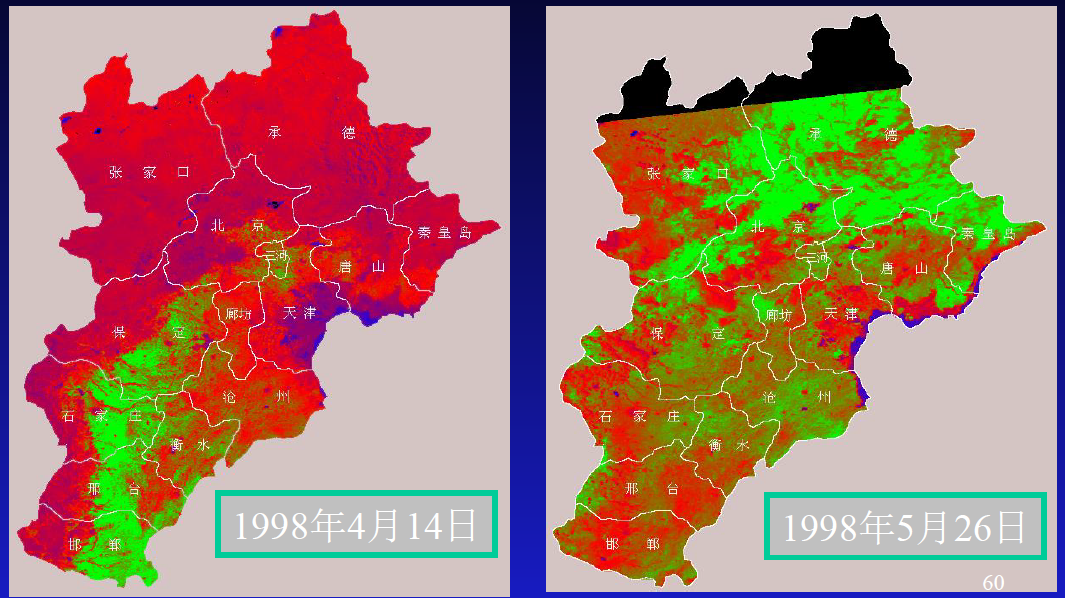 承 德
张 家 口
北 京
秦 皇 岛
三河
唐 山
廊坊
天 津
保 定
沧 州
石 家 庄
衡 水
邢 台
邯 郸
1998年4月14日
承 德
张 家 口
北 京
秦 皇 岛
三河
唐 山
廊坊
天 津
保 定
沧 州
石 家 庄
衡 水
邢 台
邯 郸
1998年5月26日
60